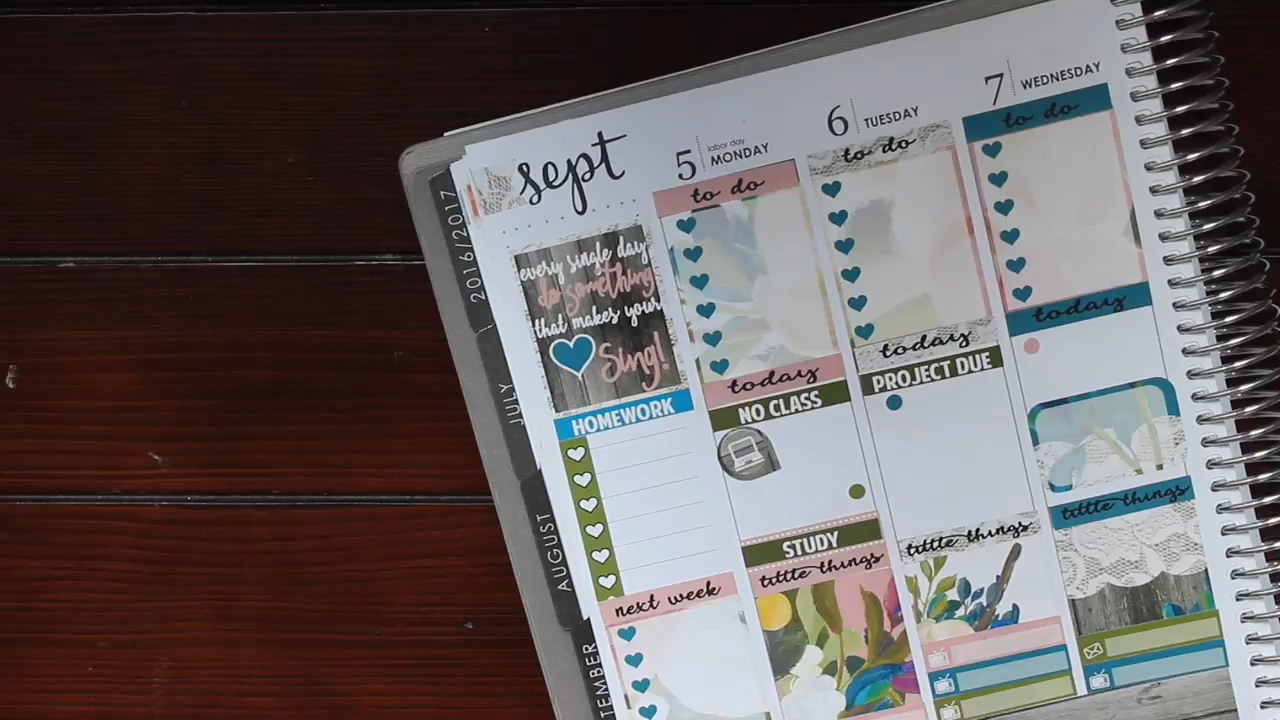 2016/2017
JULY
AUGUST
TEMBER
sept
every single day
do something
that makes your
Sing!
HOMEWORK
next week
5
labor day
MONDAY
to do
today
NO CLASS
STUDY
little things
6
TUESDAY
to do
today
PROJECT DUE
little things
7
WEDNESDAY
to do
today
little things